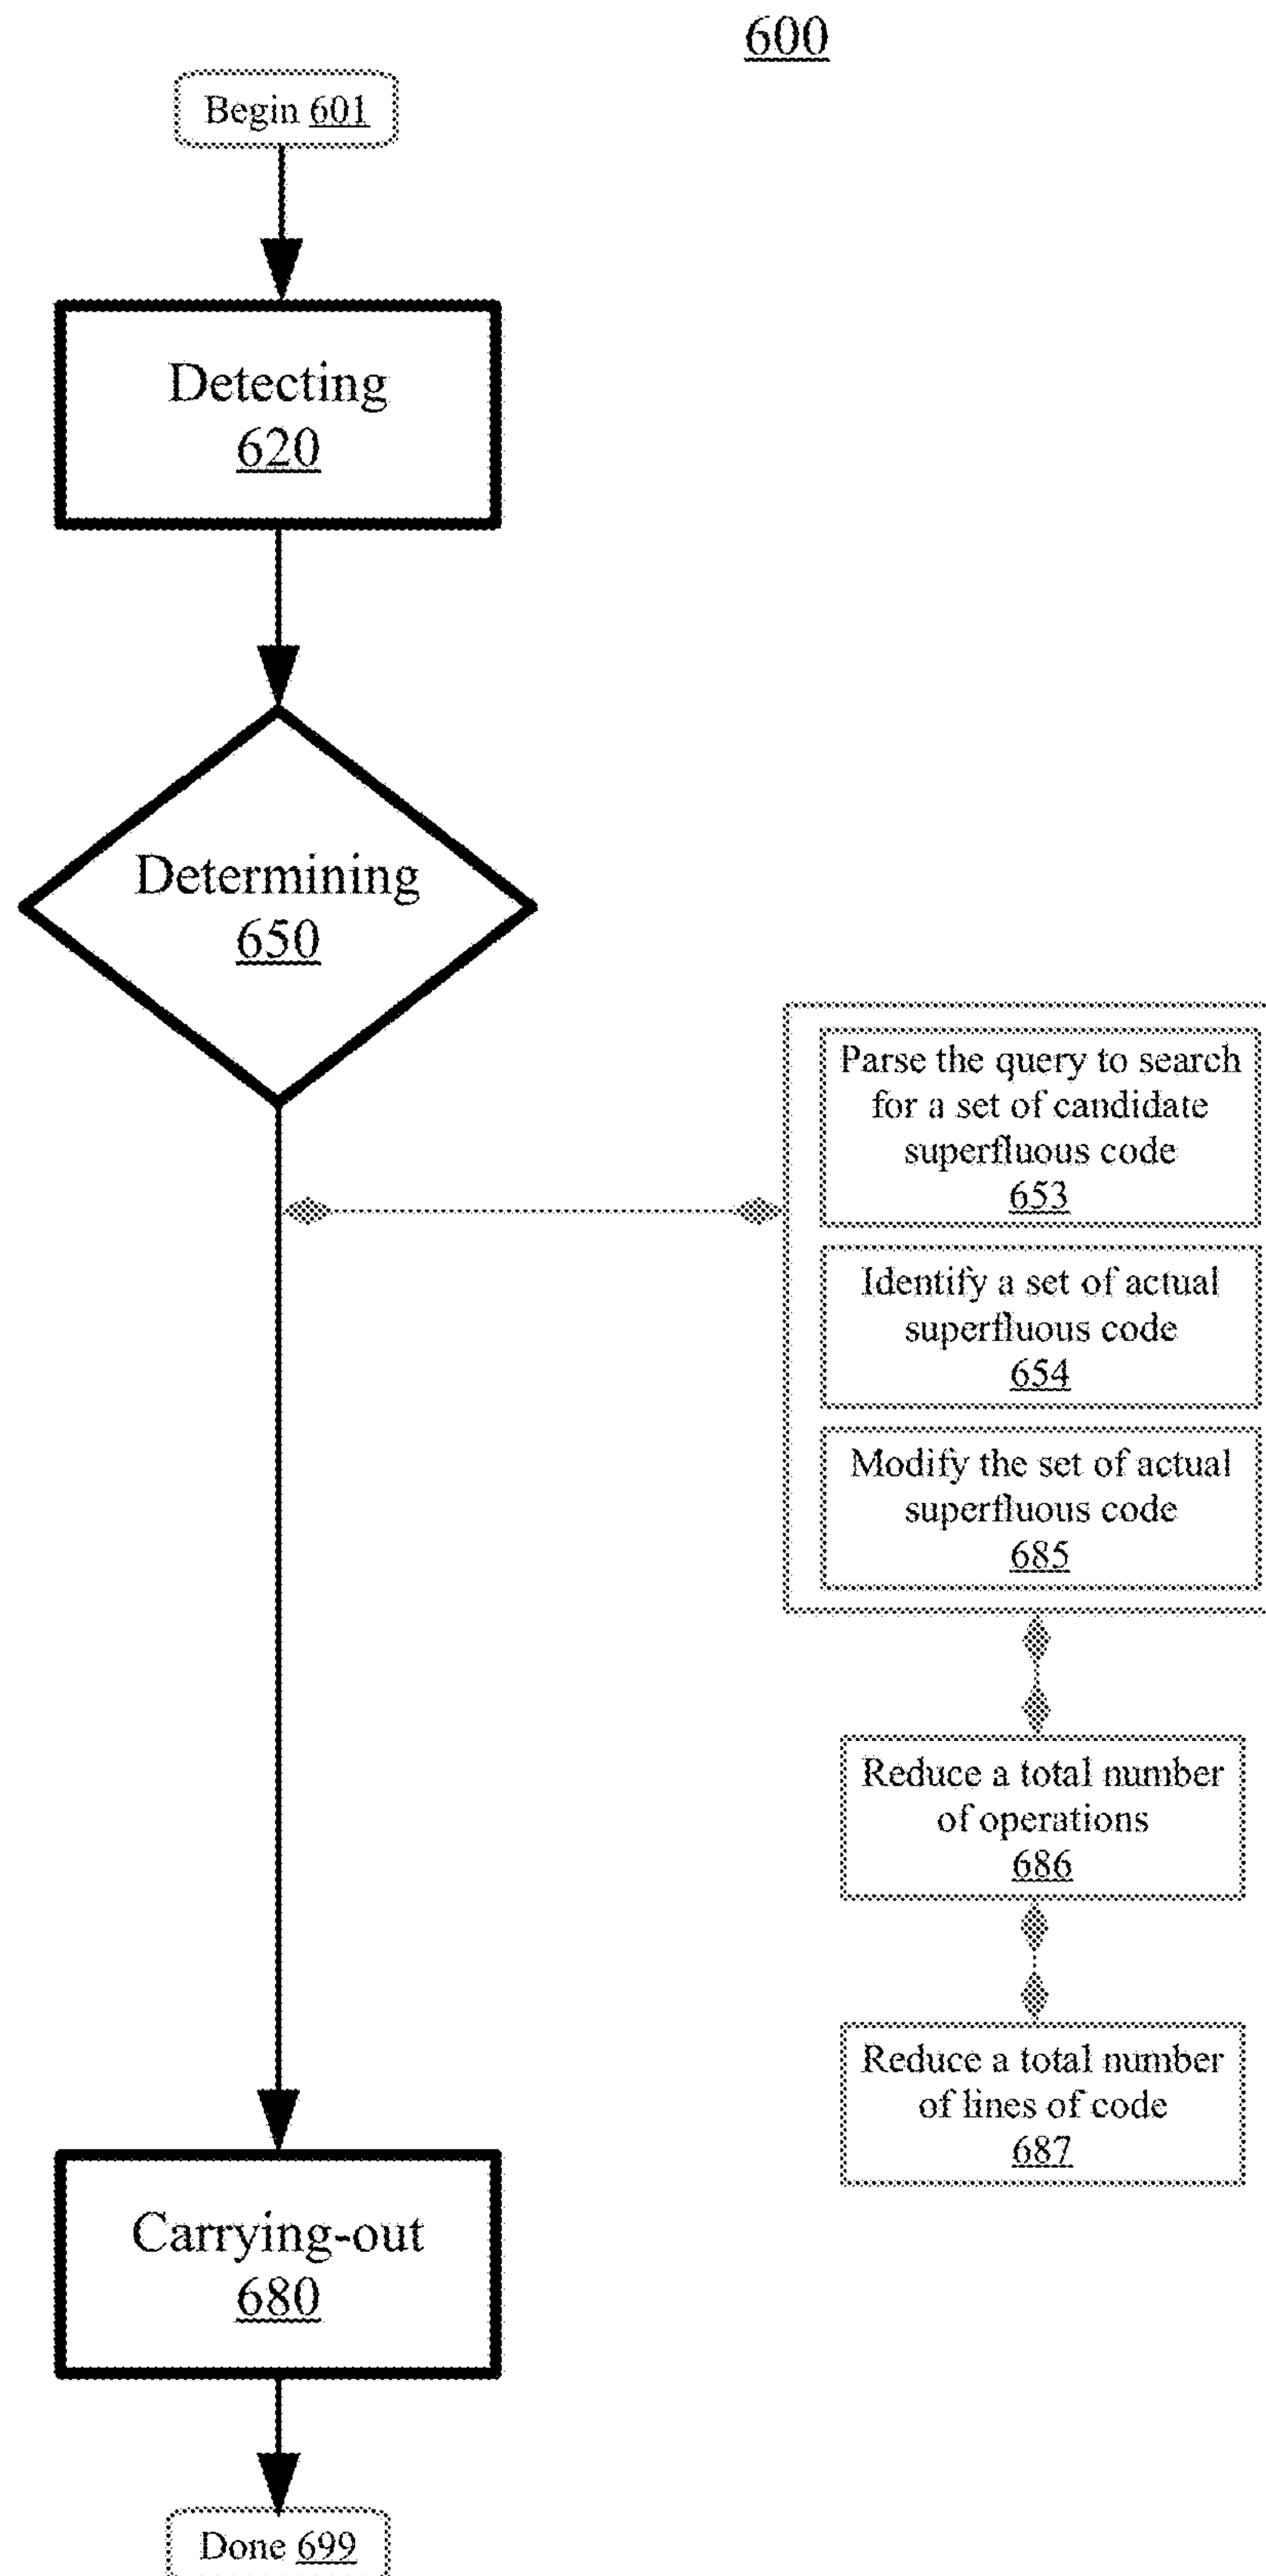 600
Begin 601
Detecting
620
Determining
650
Parse the query to search
for a set of candidate
superfluous code
653
Identify a set of actual
superfluous code
654
Modify the set of actual
superfluous code
685
Reduce a total number
of operations
686
Reduce a total number
of lines of code
687
Carrying-out
680
Done 699